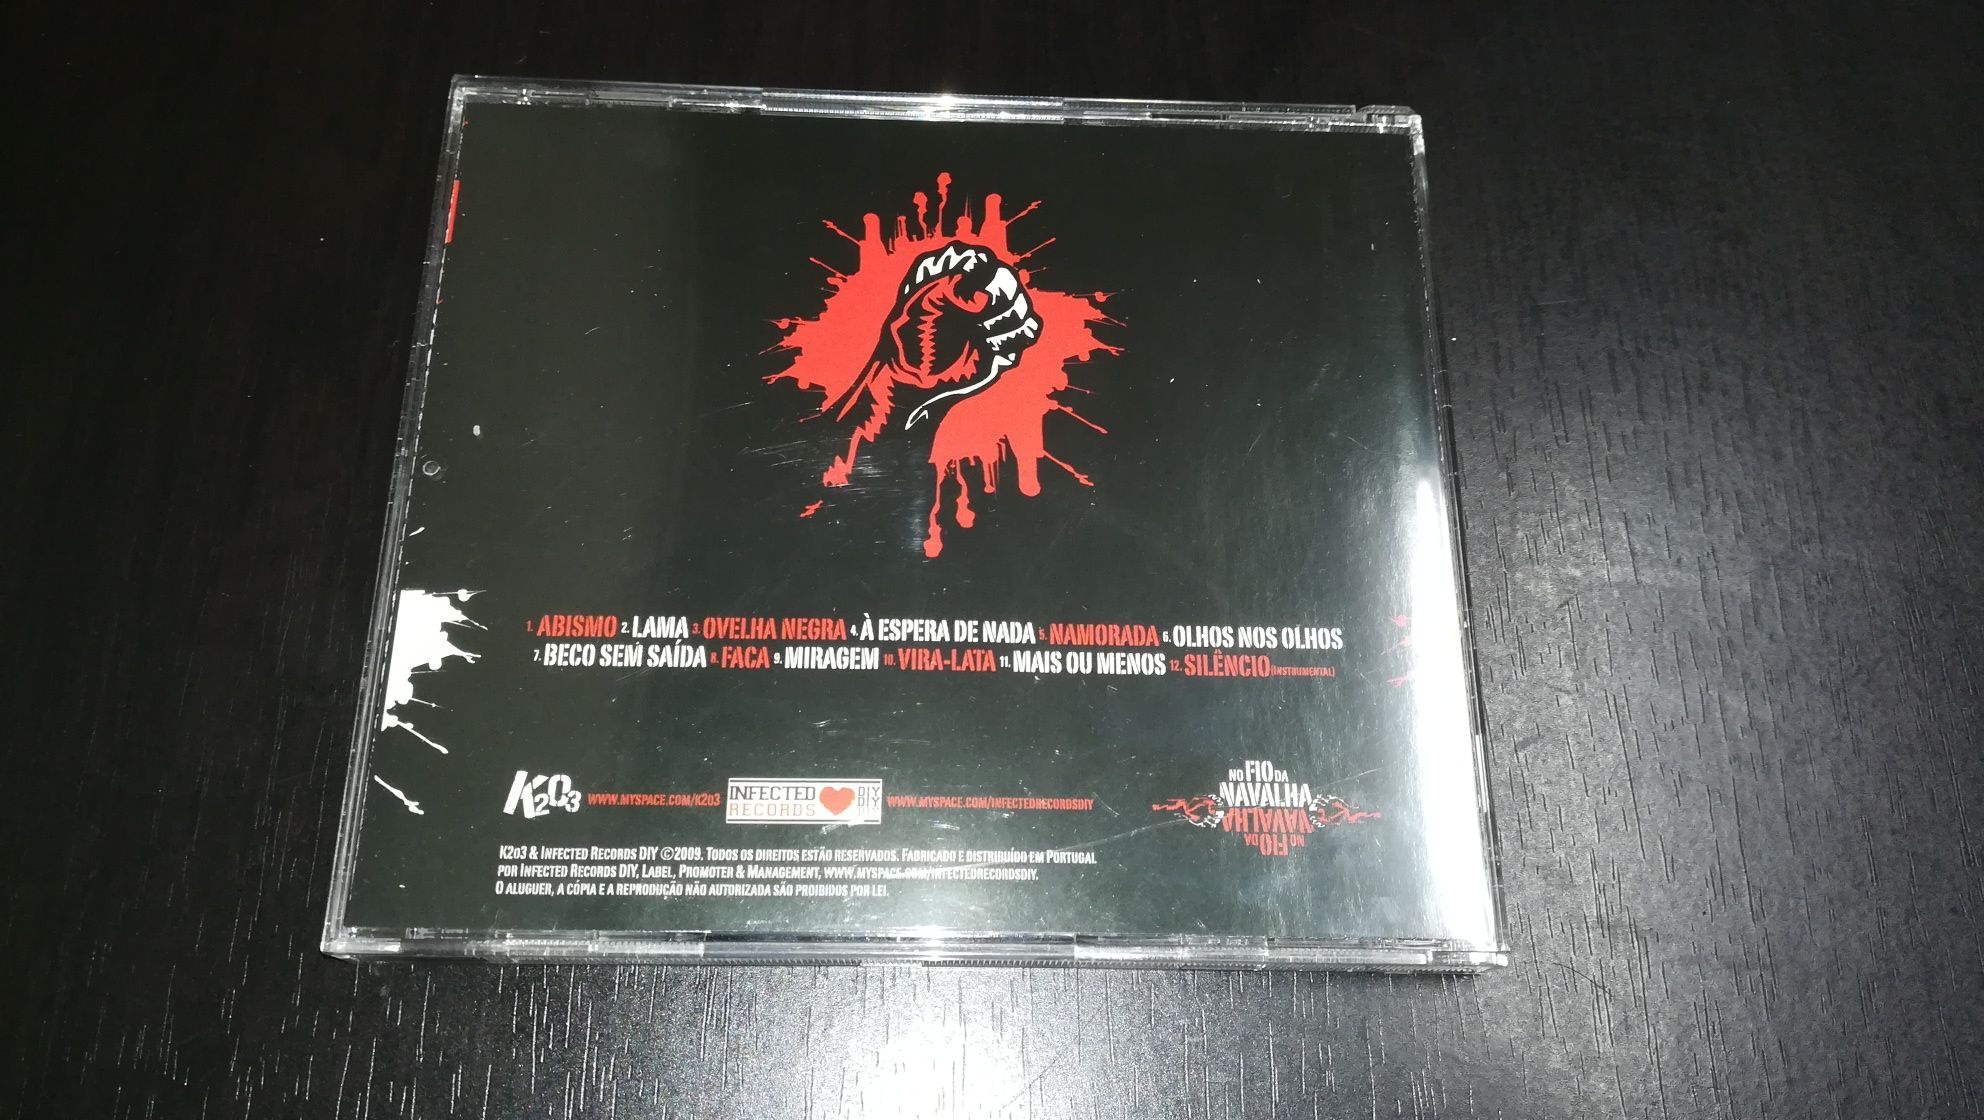 1. ABISMO 2. LAMA 3. OVELHA NEGRA 4. À ESPERA DE NADA 5. NAMORADA 6. OLHOS NOS OLHOS
7. BECO SEM SAÍDA 8. FACA 9. MIRAGEM 10. VIRA-LATA 11. MAIS OU MENOS 12. SILÊNCIO (INSTRUMENTAL)
K2O3 WWW.MYSPACE.COM/K2O3
INFECTED RECORDS DIY DIY DIY WWW.MYSPACE.COM/INFECTEDRECORDSDIY
NO FIO DA
NAVALHA
NAVALHA
NO FIO DA
K2O3 & INFECTED RECORDS DIY ©2009. TODOS OS DIREITOS ESTÃO RESERVADOS. FABRICADO E DISTRIBUÍDO EM PORTUGAL
POR INFECTED RECORDS DIY, LABEL, PROMOTER & MANAGEMENT, WWW.MYSPACE.COM/INFECTEDRECORDSDIY.
O ALUGUER, A CÓPIA E A REPRODUÇÃO NÃO AUTORIZADA SÃO PROIBIDOS POR LEI.